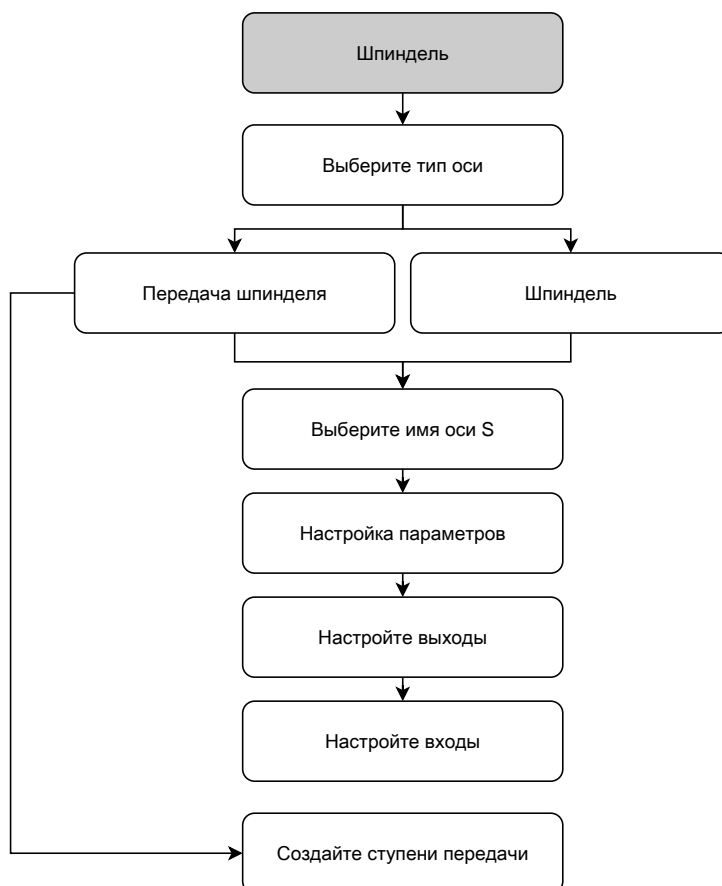 Шпиндель
Выберите тип оси
Передача шпинделя
Шпиндель
Выберите имя оси S
Настройка параметров
Настройте выходы
Настройте входы
Создайте ступени передачи